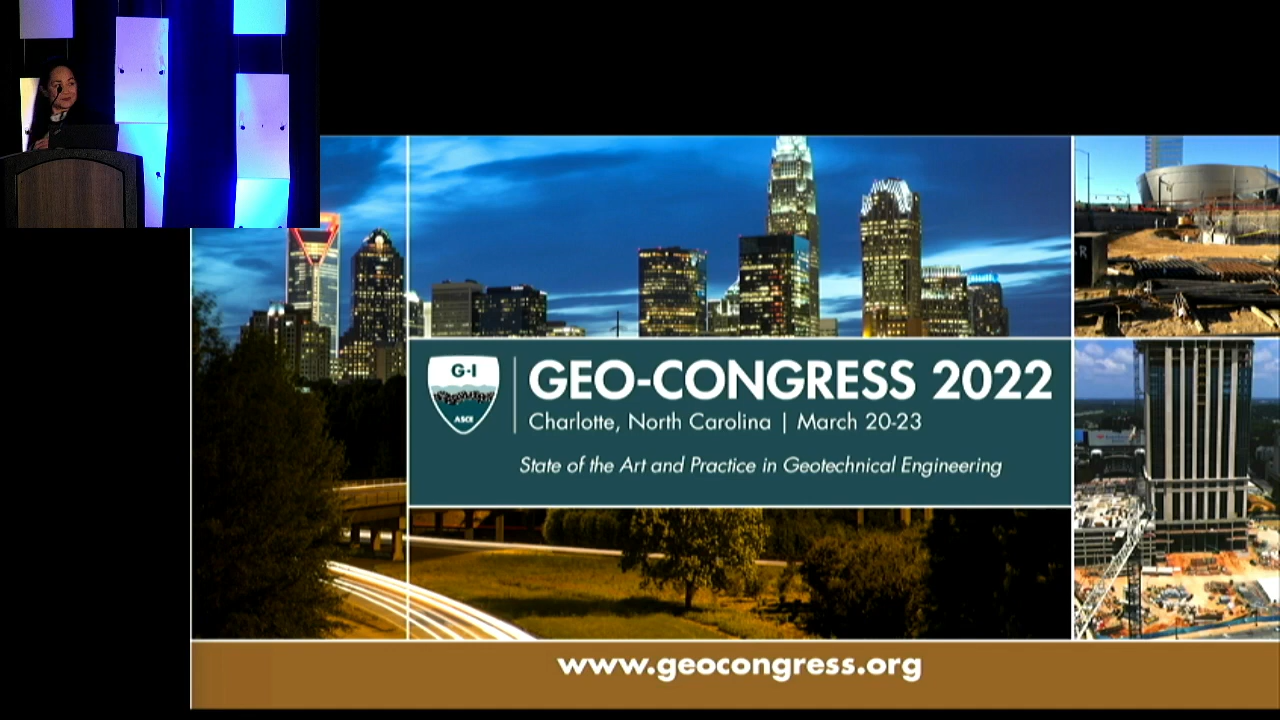 G-I
ASCE
GEO-CONGRESS 2022
Charlotte, North Carolina | March 20-23
State of the Art and Practice in Geotechnical Engineering
www.geocongress.org